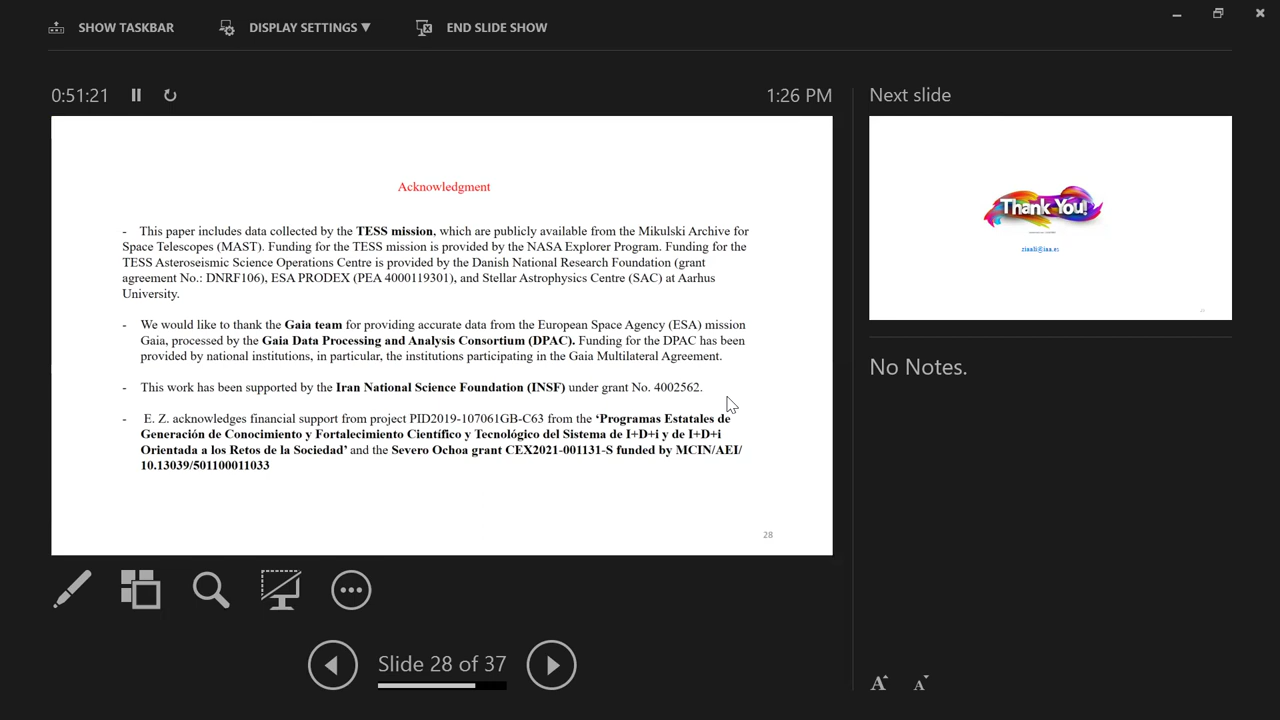 SHOW TASKBAR
DISPLAY SETTINGS ▼
END SLIDE SHOW
0:51:21
1:26 PM
Acknowledgment
- This paper includes data collected by the TESS mission, which are publicly available from the Mikulski Archive for
Space Telescopes (MAST). Funding for the TESS mission is provided by the NASA Explorer Program. Funding for the
TESS Asteroseismic Science Operations Centre is provided by the Danish National Research Foundation (grant
agreement No.: DNRF106), ESA PRODEX (PEA 4000119301), and Stellar Astrophysics Centre (SAC) at Aarhus
University.
- We would like to thank the Gaia team for providing accurate data from the European Space Agency (ESA) mission
Gaia, processed by the Gaia Data Processing and Analysis Consortium (DPAC). Funding for the DPAC has been
provided by national institutions, in particular, the institutions participating in the Gaia Multilateral Agreement.
- This work has been supported by the Iran National Science Foundation (INSF) under grant No. 4002562.
- E. Z. acknowledges financial support from project PID2019-107061GB-C63 from the ‘Programas Estatales de
Generación de Conocimiento y Fortalecimiento Científico y Tecnológico del Sistema de I+D+i y de I+D+i
Orientada a los Retos de la Sociedad’ and the Severo Ochoa grant CEX2021-001131-S funded by MCIN/AEI/
10.13039/501100011033
28
Slide 28 of 37
Next slide
Thank You!
No Notes.
A A